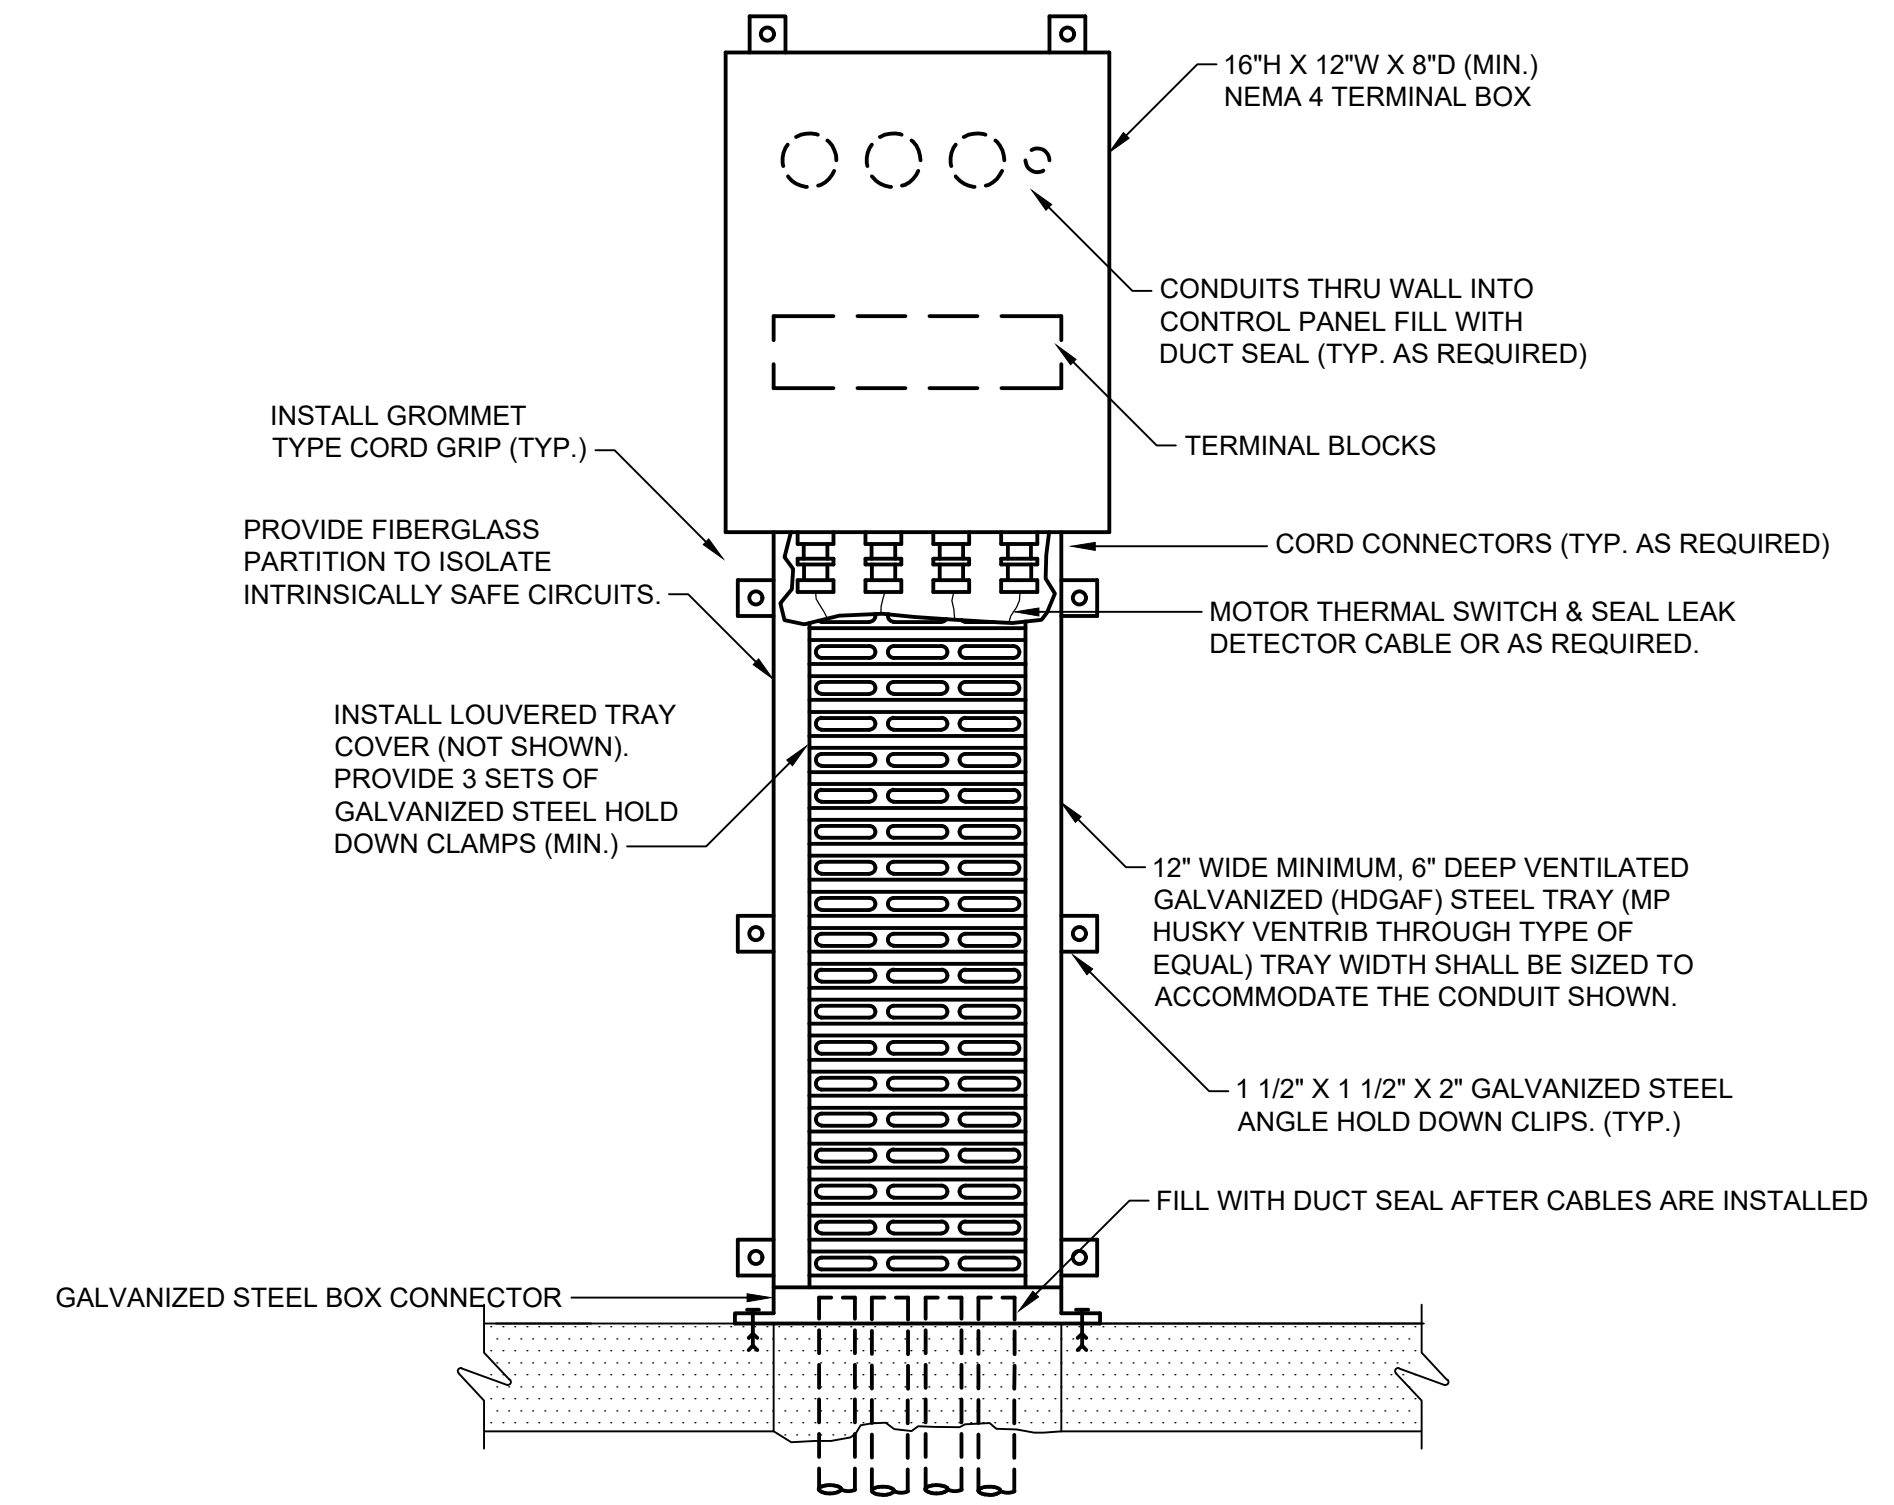 16"H X 12"W X 8"D (MIN.)
NEMA 4 TERMINAL BOX
CONDUITS THRU WALL INTO
CONTROL PANEL FILL WITH
DUCT SEAL (TYP. AS REQUIRED)
TERMINAL BLOCKS
INSTALL GROMMET
TYPE CORD GRIP (TYP.)
PROVIDE FIBERGLASS
PARTITION TO ISOLATE
INTRINSICALLY SAFE CIRCUITS.
CORD CONNECTORS (TYP. AS REQUIRED)
MOTOR THERMAL SWITCH & SEAL LEAK
DETECTOR CABLE OR AS REQUIRED.
INSTALL LOUVERED TRAY
COVER (NOT SHOWN).
PROVIDE 3 SETS OF
GALVANIZED STEEL HOLD
DOWN CLAMPS (MIN.)
12" WIDE MINIMUM, 6" DEEP VENTILATED
GALVANIZED (HDGAF) STEEL TRAY (MP
HUSKY VENTRIB THROUGH TYPE OF
EQUAL) TRAY WIDTH SHALL BE SIZED TO
ACCOMMODATE THE CONDUIT SHOWN.
1 1/2" X 1 1/2" X 2" GALVANIZED STEEL
ANGLE HOLD DOWN CLIPS. (TYP.)
FILL WITH DUCT SEAL AFTER CABLES ARE INSTALLED
GALVANIZED STEEL BOX CONNECTOR